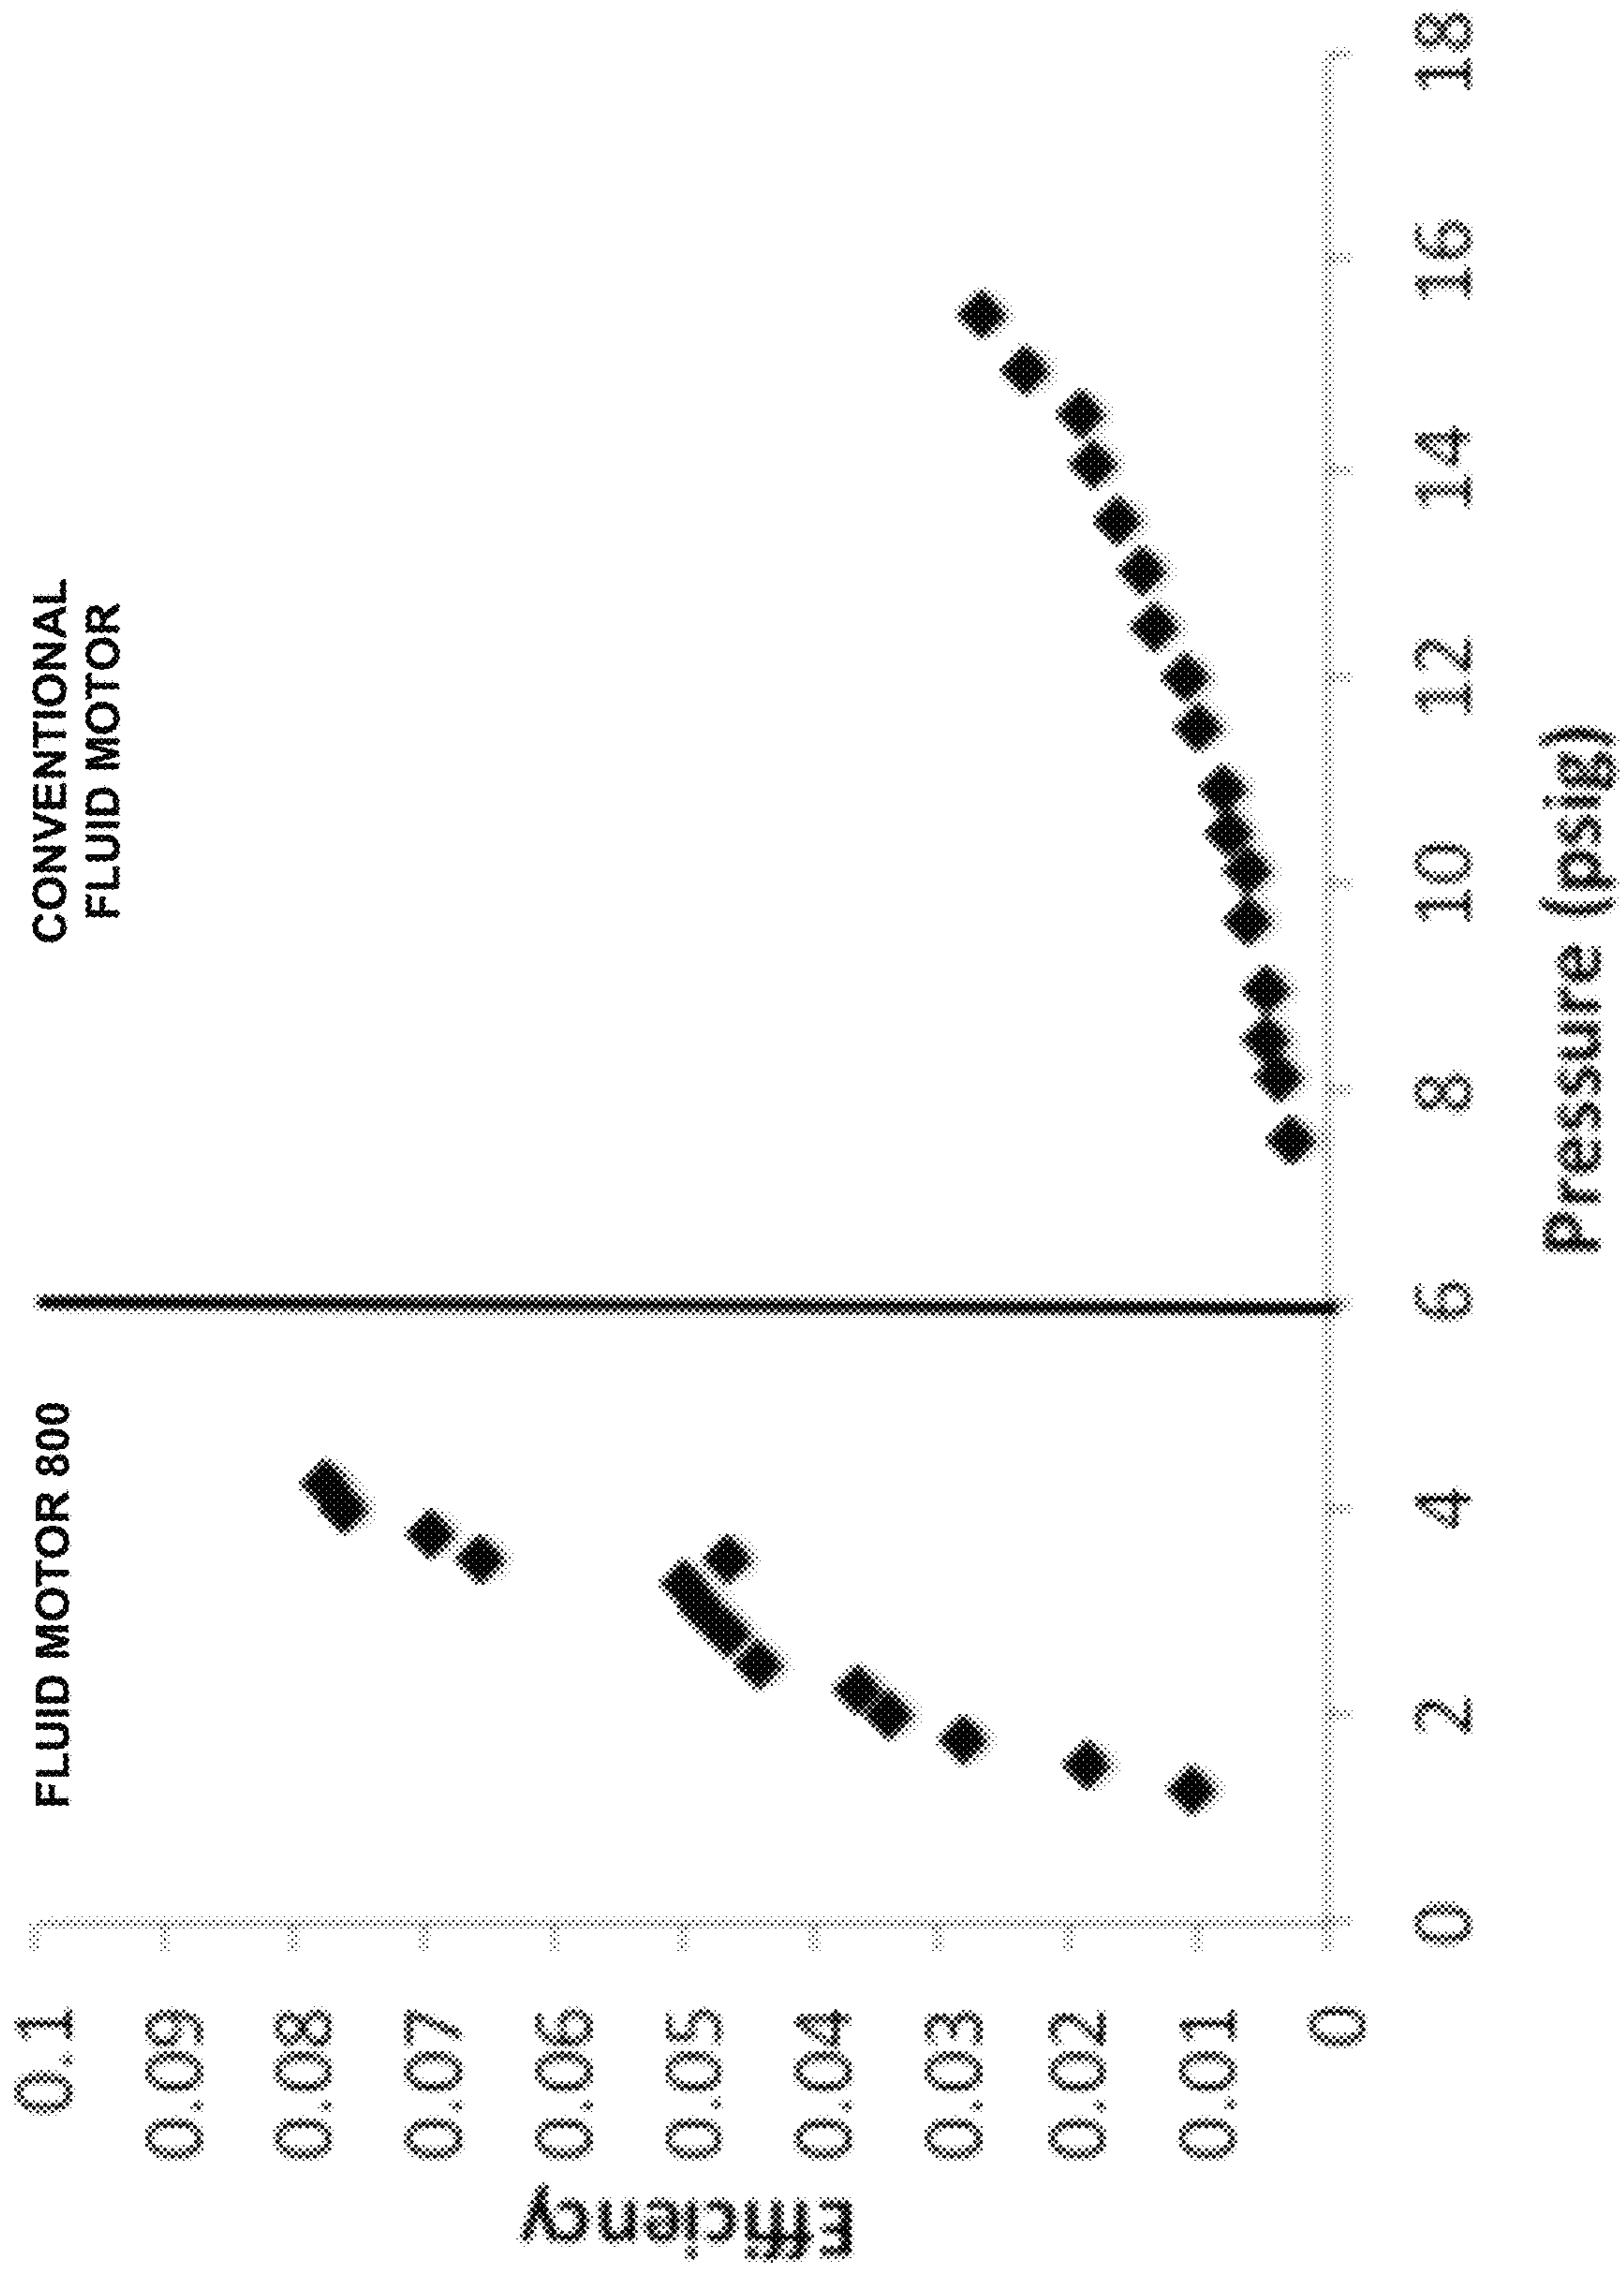 FLUID MOTOR 800
CONVENTIONAL
FLUID MOTOR
Efficiency
0.1
0.09
0.08
0.07
0.06
0.05
0.04
0.03
0.02
0.01
0
0 2 4 6 8 10 12 14 16 18
Pressure (psig)